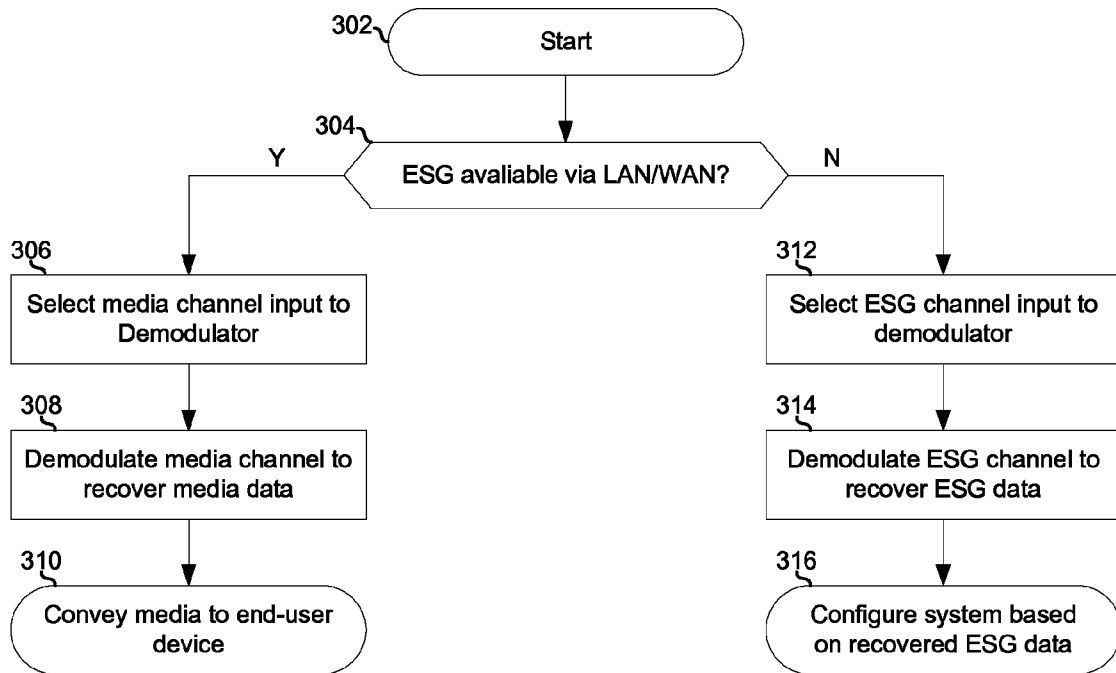 302
Start
304
Y
ESG avaliable via LAN/WAN?
N
306
Select media channel input to
Demodulator
308
Demodulate media channel to
recover media data
310
Convey media to end-user
device
312
Select ESG channel input to
demodulator
314
Demodulate ESG channel to
recover ESG data
316
Configure system based
on recovered ESG data